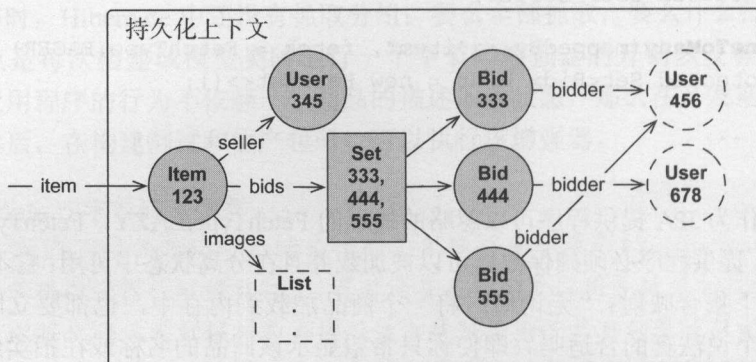 持久化上下文
User
345
Bid
333
bidder
User
456
seller
Item
123
item
bids
Set
333,
444,
555
Bid
444
bidder
User
678
images
List
bidder
Bid
555